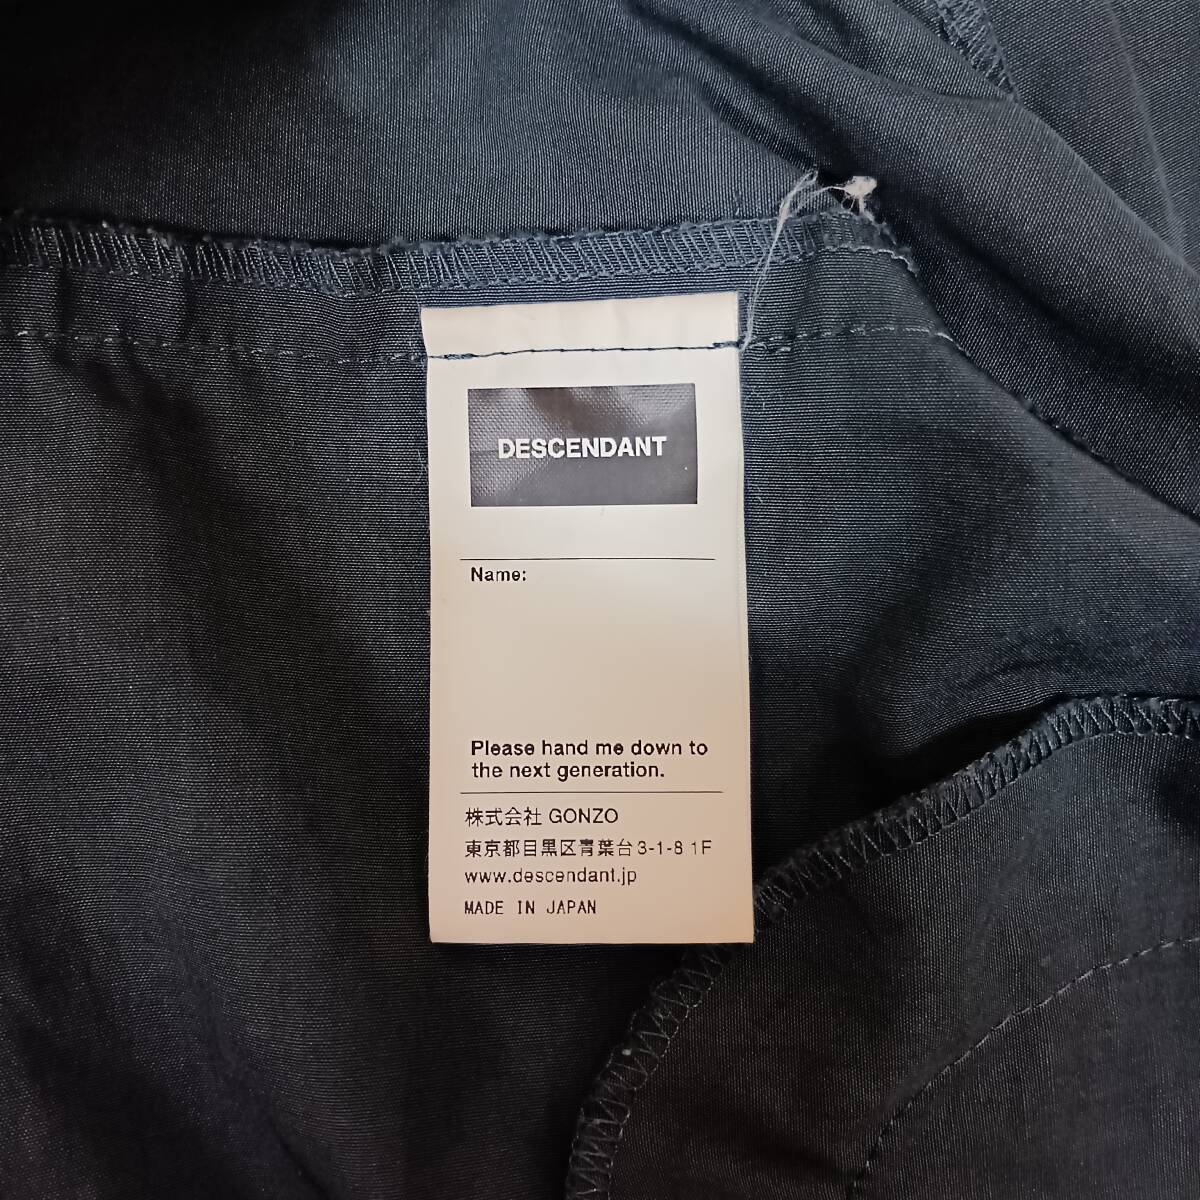 DESCENDANT
Name:
Please hand me down to
the next generation.
株式会社 GONZO
東京都目黒区青葉台3-1-8 1F
www.descendant.jp
MADE IN JAPAN